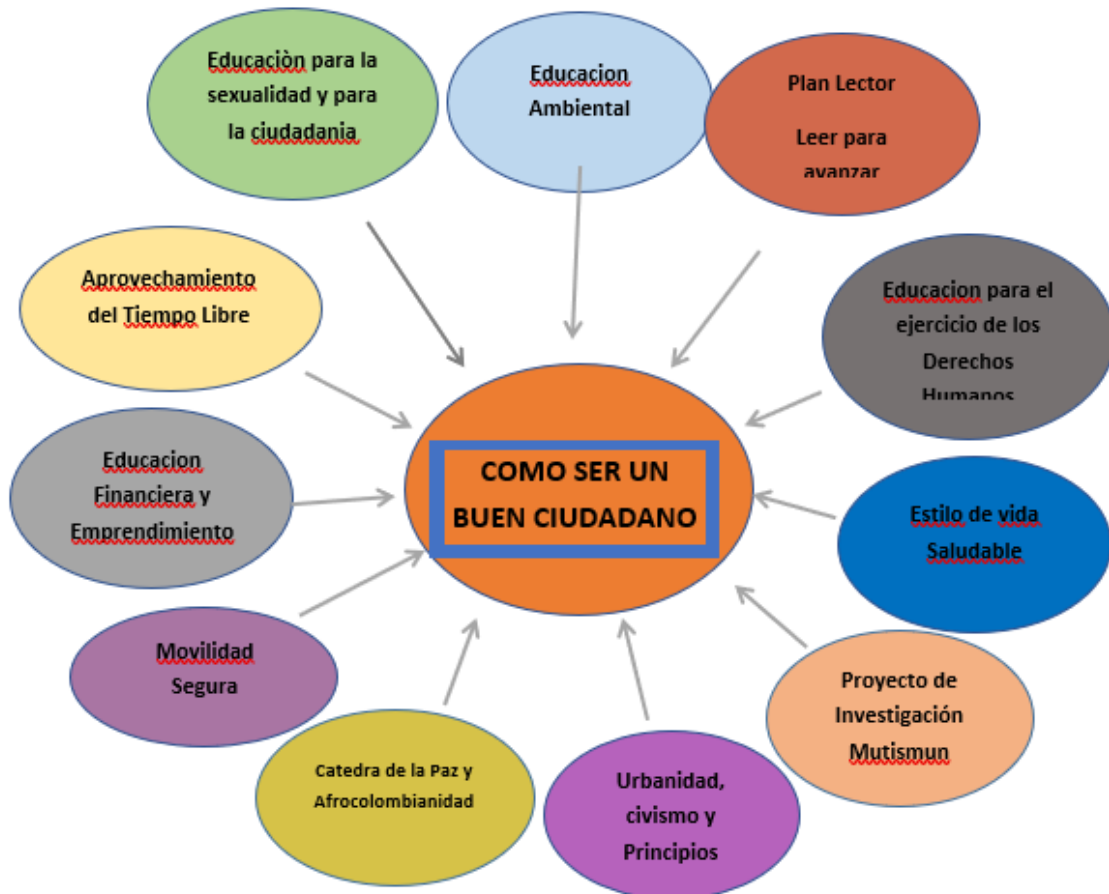 Educaciòn para la
sexualidad y para
la ciudadania
Educacion
Ambiental
Plan Lector
Leer para
avanzar
Aprovechamiento
del Tiempo Libre
Educacion para el
ejercicio de los
Derechos
Humanos
COMO SER UN
BUEN CIUDADANO
Educacion
Financiera y
Emprendimiento
Estilo de vida
Saludable
Movilidad
Segura
Proyecto de
Investigación
Mutismun
Catedra de la Paz y
Afrocolombianidad
Urbanidad,
civismo y
Principios